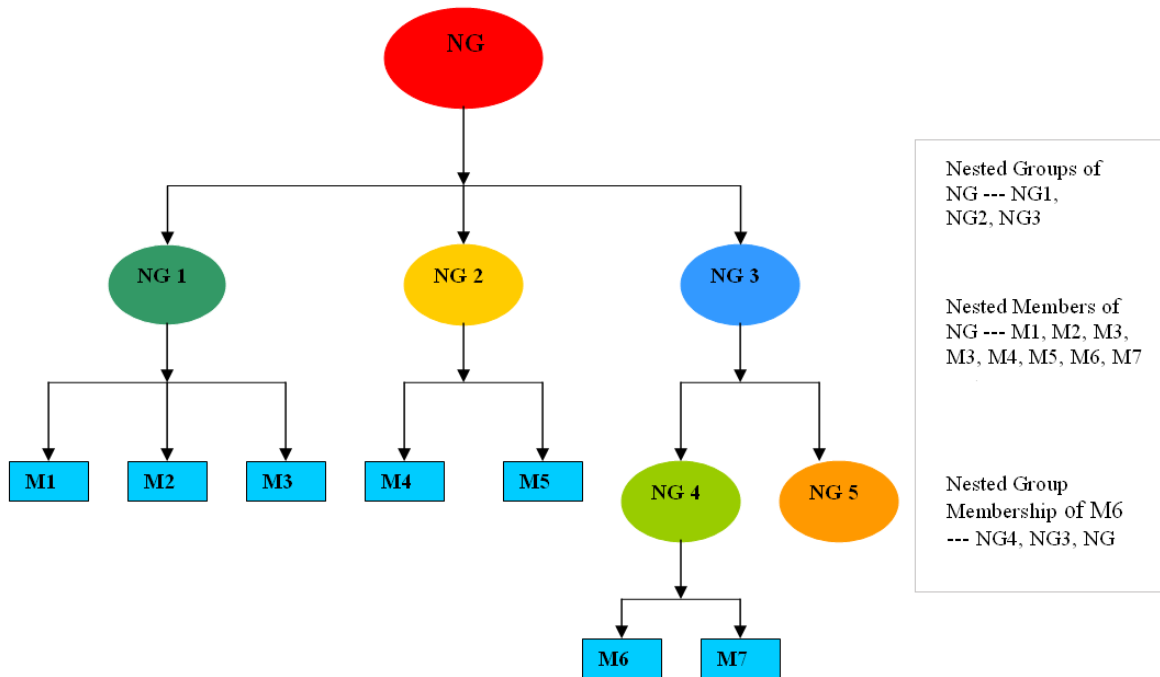 NG
NG 1
NG 2
NG 3
M1
M2
M3
M4
M5
NG 4
NG 5
M6
M7
Nested Groups of
NG --- NG1,
NG2, NG3
Nested Members of
NG --- M1, M2, M3,
M3, M4, M5, M6, M7
Nested Group
Membership of M6
--- NG4, NG3, NG